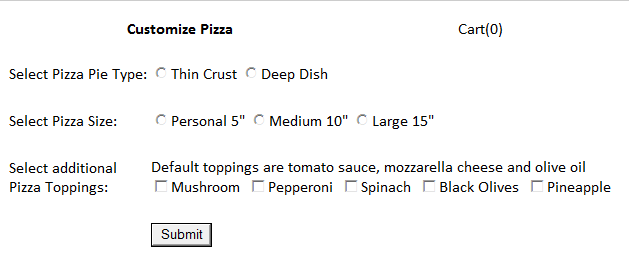 Customize Pizza Cart(0)
Select Pizza Pie Type: Thin Crust Deep Dish
Select Pizza Size: Personal 5" Medium 10" Large 15"
Select additional Default toppings are tomato sauce, mozzarella cheese and olive oil
Pizza Toppings: Mushroom Pepperoni Spinach Black Olives Pineapple
Submit